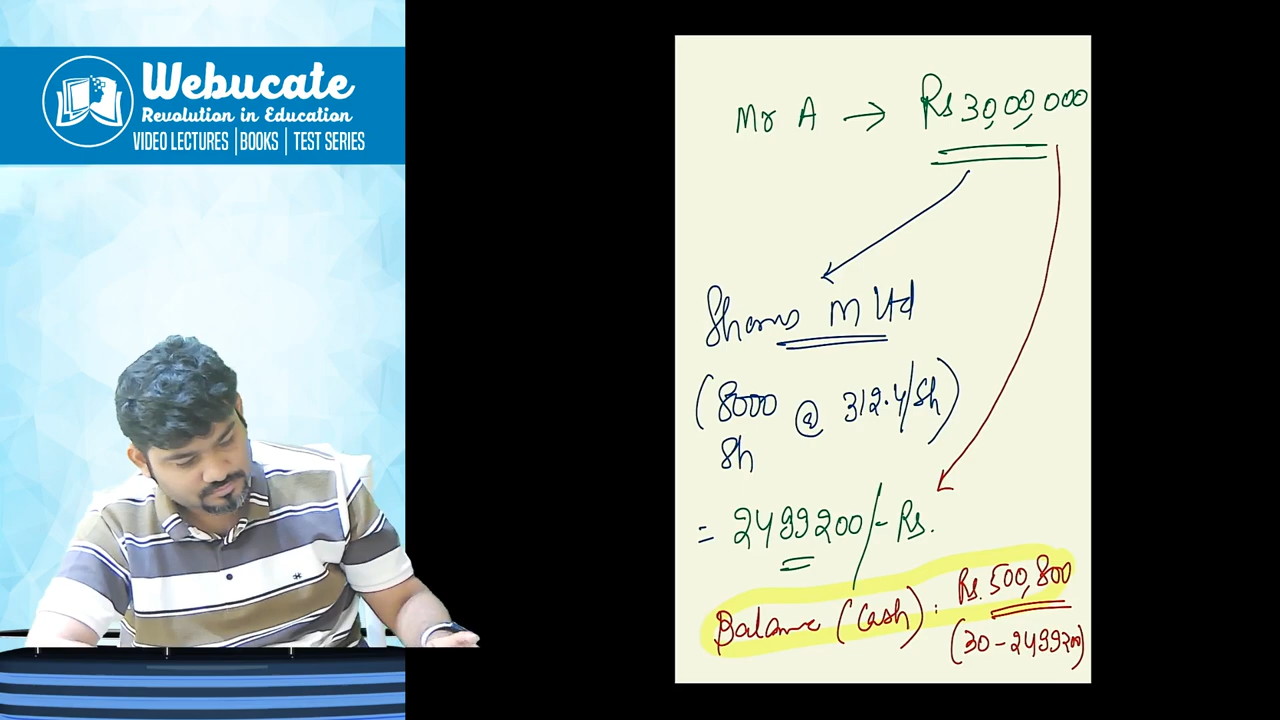 Webucate
Revolution in Education
VIDEO LECTURES | BOOKS | TEST SERIES
Mr A → Rs 30,00,000
Shares M Ltd
(8000 @ 312.4/Sh)
Sh
= 2499200/- Rs.
Balance (Cash) : Rs. 500,800
(30 - 2499200)